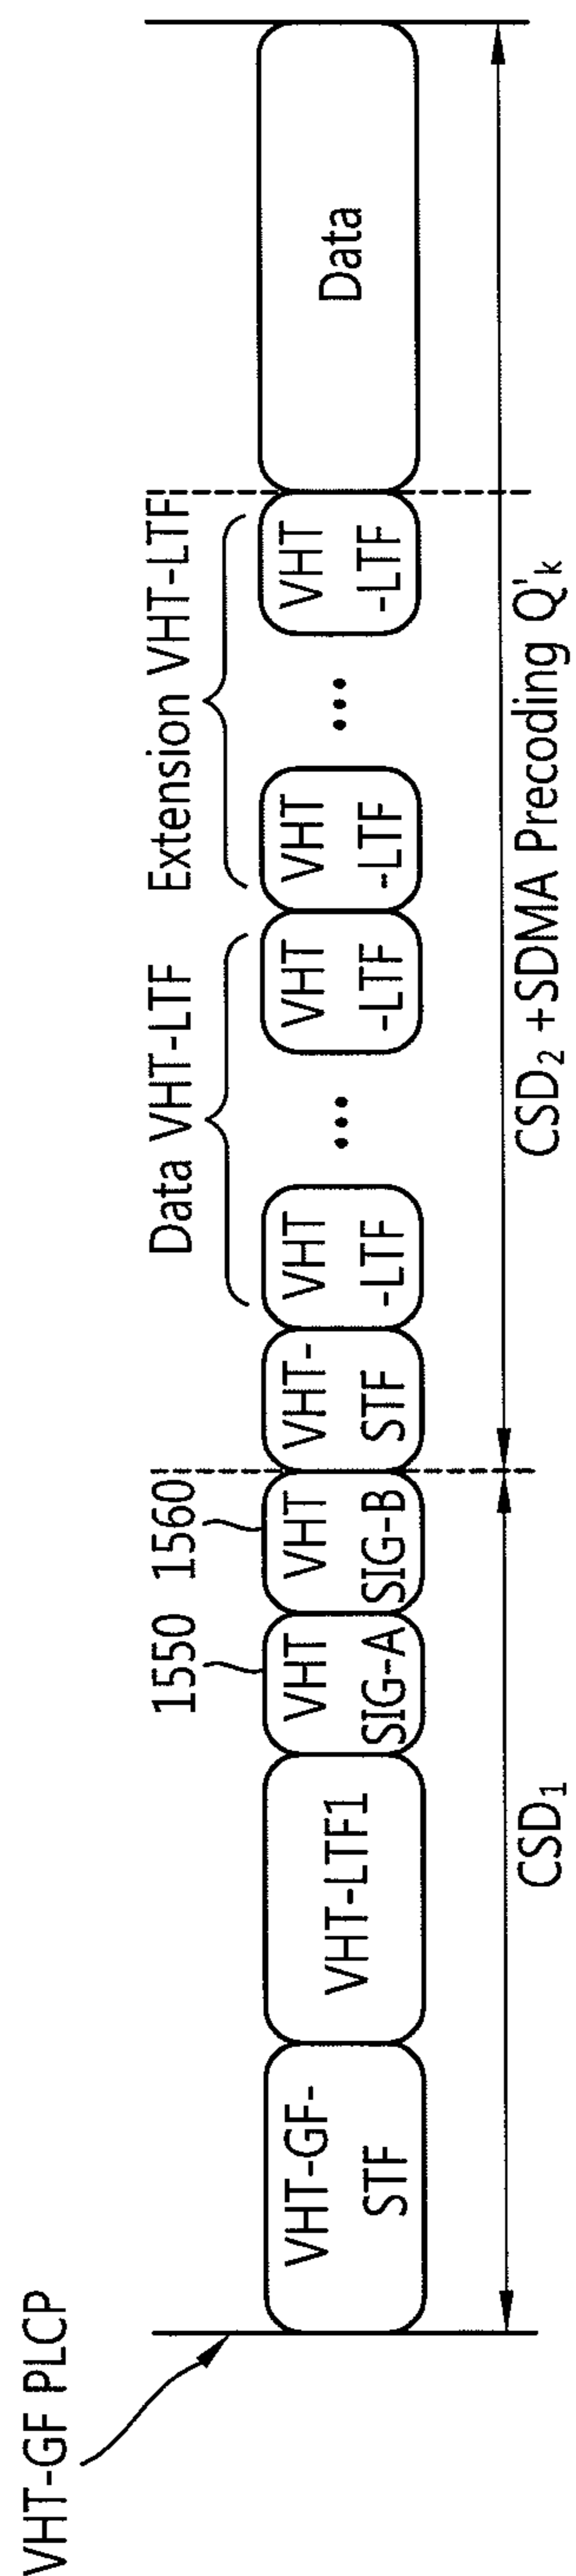 VHT-GF PLCP
1550
1560
Data VHT-LTF
Extension VHT-LTF
VHT-GF-
STF
VHT-LTF1
VHT
SIG-A
VHT
SIG-B
VHT-
STF
VHT
-LTF
...
VHT
-LTF
VHT
-LTF
...
VHT
-LTF
Data
CSD₁
CSD₂ +SDMA Precoding Q'ₖ